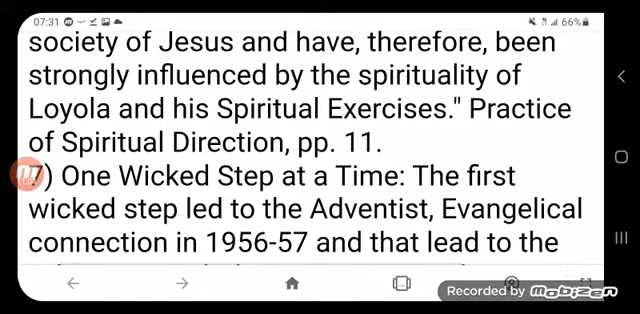 07:31
66%
society of Jesus and have, therefore, been
strongly influenced by the spirituality of
Loyola and his Spiritual Exercises." Practice
of Spiritual Direction, pp. 11.
7) One Wicked Step at a Time: The first
wicked step led to the Adventist, Evangelical
connection in 1956-57 and that lead to the
Recorded by mobizen